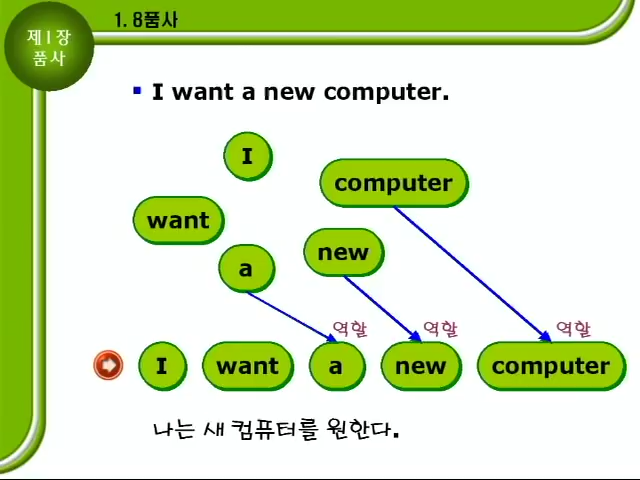 1. 8품사
제 I 장
품사
I want a new computer.
I
computer
want
new
a
역할 역할 역할
I want a new computer
나는 새 컴퓨터를 원한다.